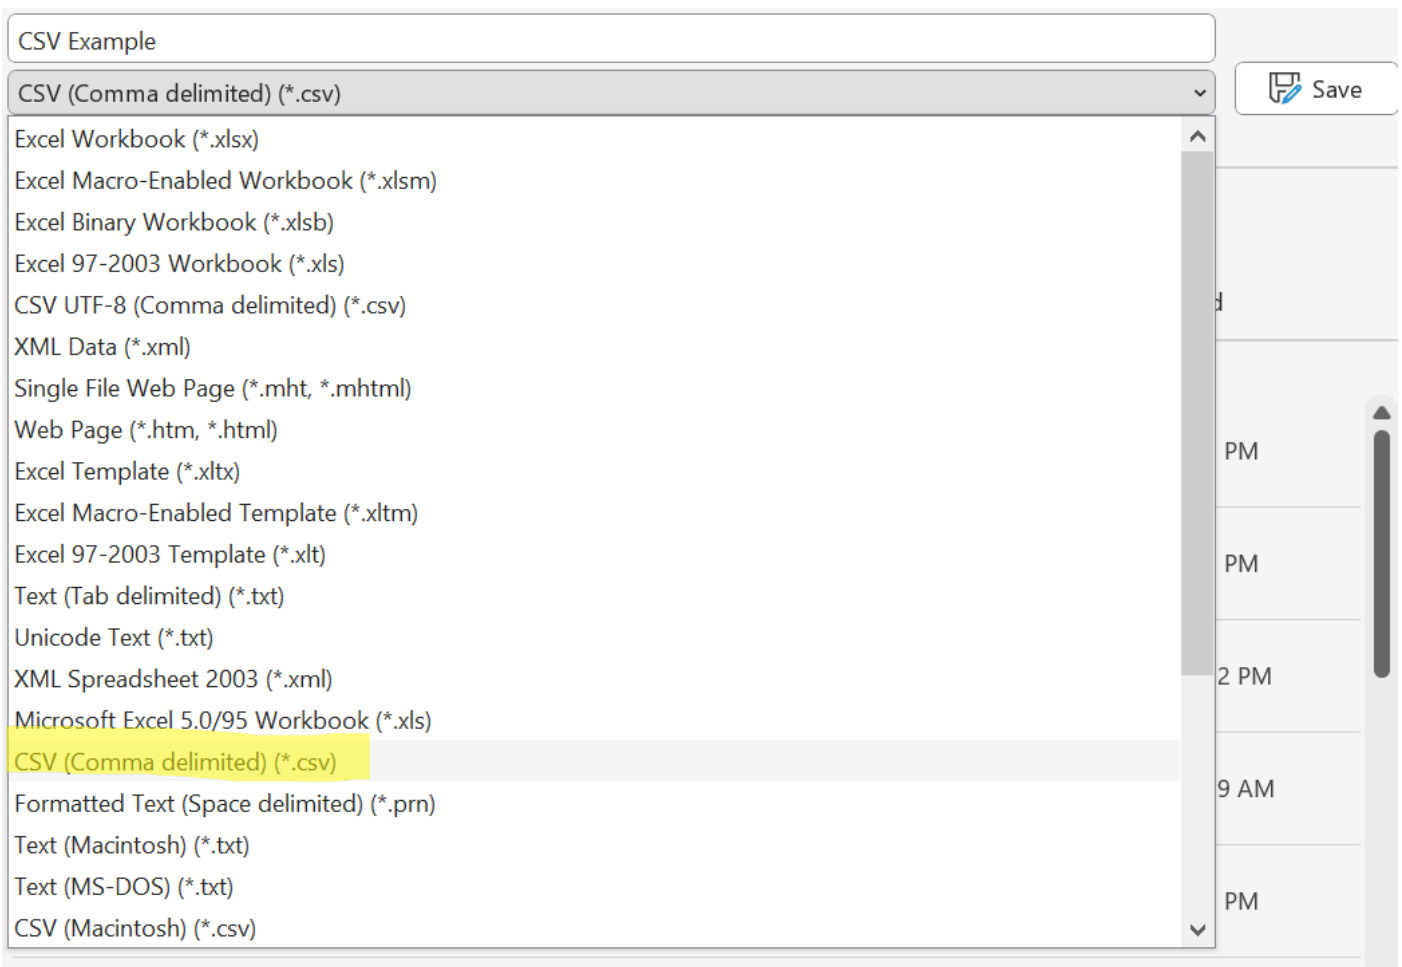 CSV Example
CSV (Comma delimited) (*.csv)
Save
Excel Workbook (*.xlsx)
Excel Macro-Enabled Workbook (*.xlsm)
Excel Binary Workbook (*.xlsb)
Excel 97-2003 Workbook (*.xls)
CSV UTF-8 (Comma delimited) (*.csv)
d
XML Data (*.xml)
Single File Web Page (*.mht, *.mhtml)
Web Page (*.htm, *.html)
PM
Excel Template (*.xltx)
Excel Macro-Enabled Template (*.xltm)
Excel 97-2003 Template (*.xlt)
PM
Text (Tab delimited) (*.txt)
Unicode Text (*.txt)
XML Spreadsheet 2003 (*.xml)
2 PM
Microsoft Excel 5.0/95 Workbook (*.xls)
CSV (Comma delimited) (*.csv)
9 AM
Formatted Text (Space delimited) (*.prn)
Text (Macintosh) (*.txt)
Text (MS-DOS) (*.txt)
PM
CSV (Macintosh) (*.csv)